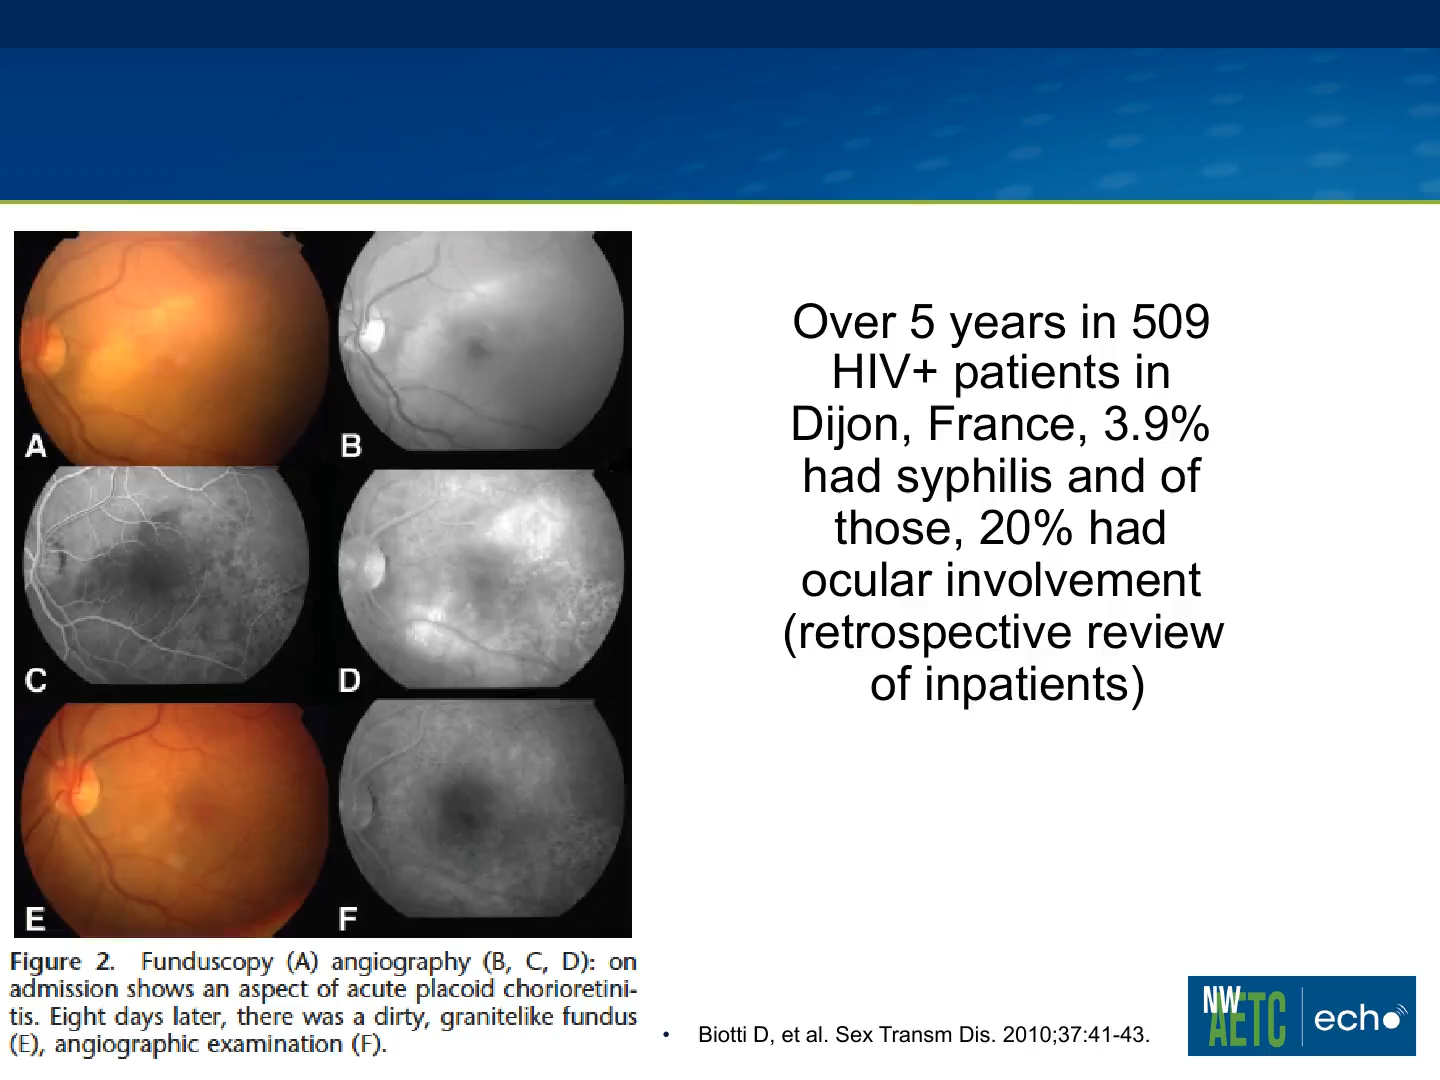 A
B
C
D
E
F
Figure 2. Funduscopy (A) angiography (B, C, D): on
admission shows an aspect of acute placoid chorioretini-
tis. Eight days later, there was a dirty, granitelike fundus
(E), angiographic examination (F).
Over 5 years in 509
HIV+ patients in
Dijon, France, 3.9%
had syphilis and of
those, 20% had
ocular involvement
(retrospective review
of inpatients)
• Biotti D, et al. Sex Transm Dis. 2010;37:41-43.
NW
AETC
echo